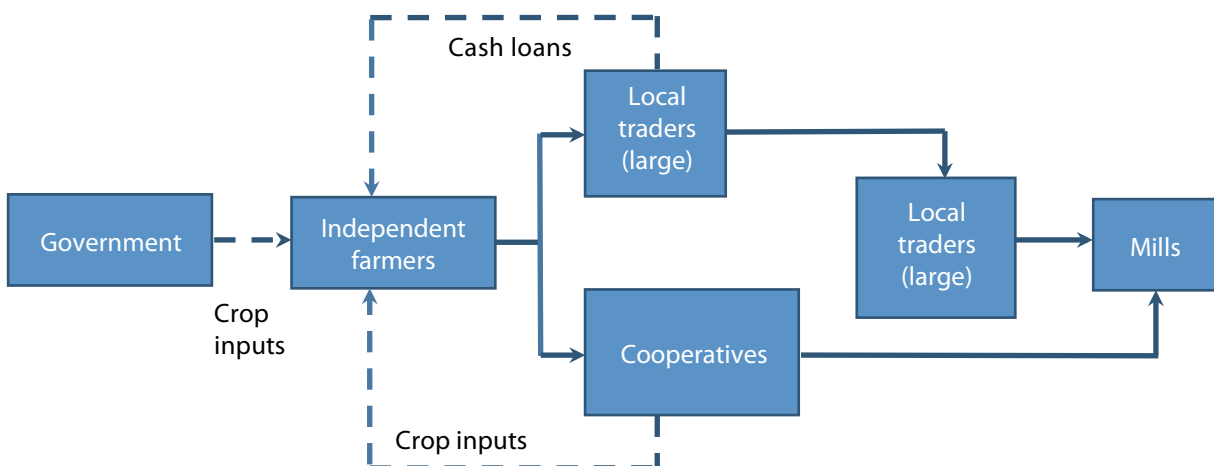 Cash loans
Local
traders
(large)
Government
Independent
farmers
Local
traders
(large)
Mills
Crop
inputs
Cooperatives
Crop inputs